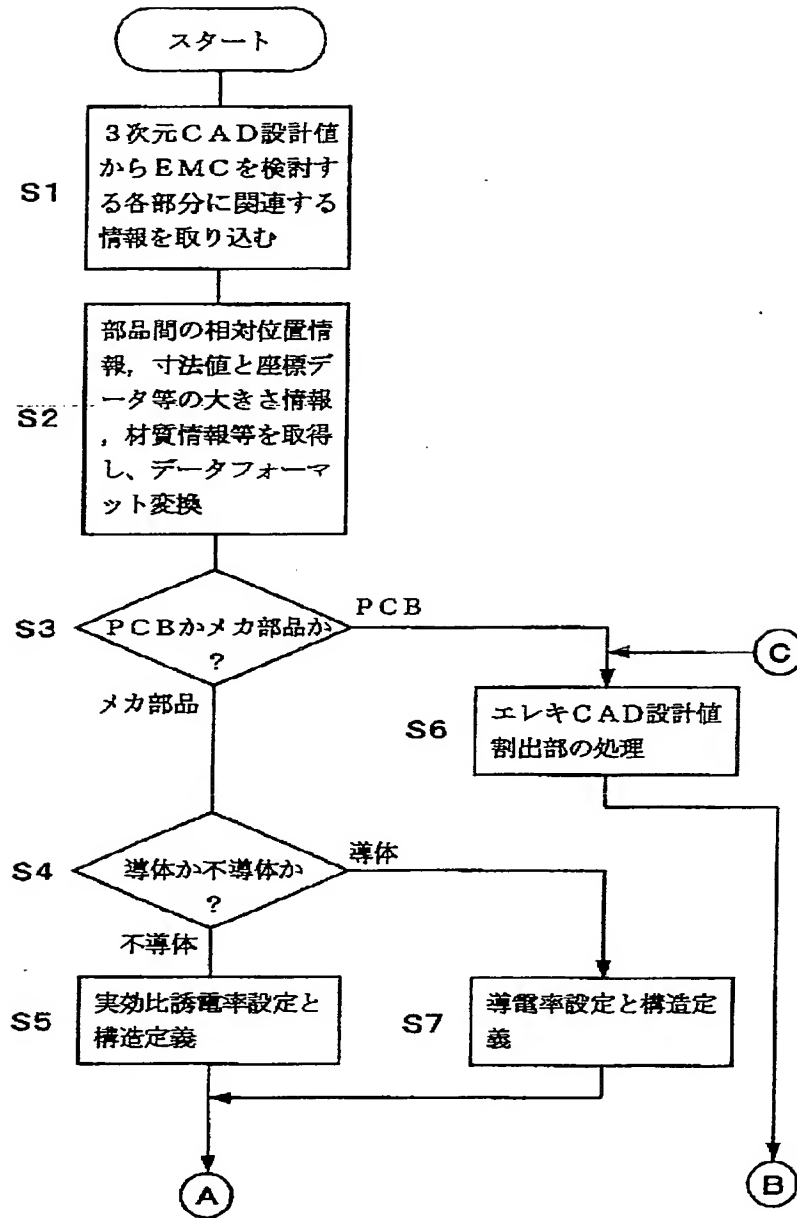 スタート
S1
3次元CAD設計値
からEMCを検討す
る各部分に関連する
情報を取り込む
S2
部品間の相対位置情
報，寸法値と座標デ
ータ等の大きさ情報
，材質情報等を取得
し、データフォーマ
ット変換
S3
PCBかメカ部品か
？
PCB
メカ部品
C
S6
エレキCAD設計値
割出部の処理
S4
導体か不導体か
？
導体
不導体
S5
実効比誘電率設定と
構造定義
S7
導電率設定と構造定
義
A
B